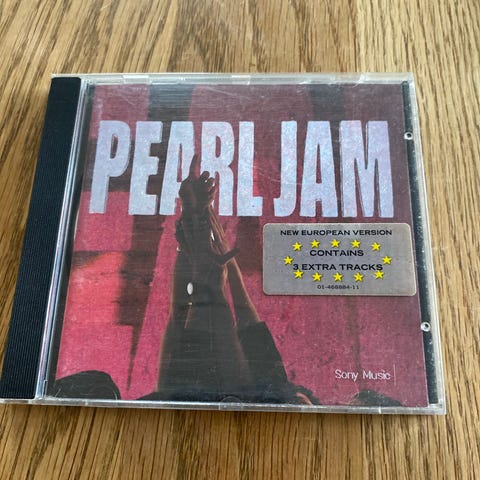 PEARL JAM
NEW EUROPEAN VERSION
CONTAINS
3 EXTRA TRACKS
01-468884-11
Sony Music